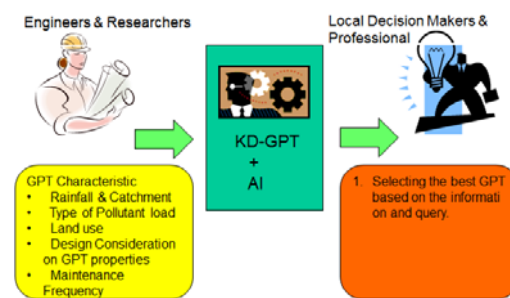 Engineers & Researchers
Local Decision Makers &
Professional
KD-GPT
+
AI
GPT Characteristic
• Rainfall & Catchment
• Type of Pollutant load
• Land use
• Design Consideration
on GPT properties
• Maintenance
Frequency
1. Selecting the best GPT
based on the informati
on and query.